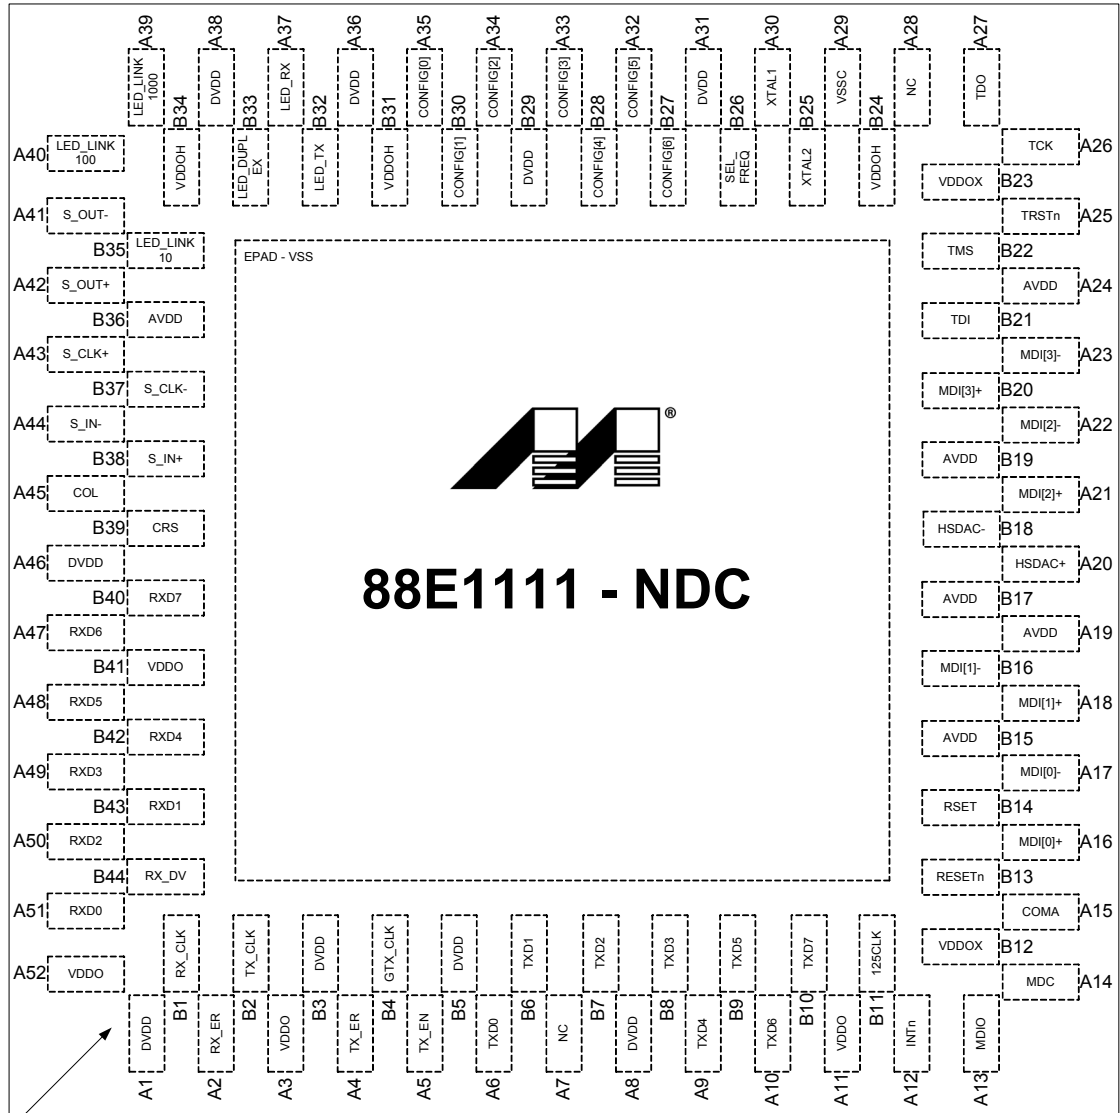 A39
A38
A37
A36
A35
A34
A33
A32
A31
A30
A29
A28
A27
LED_LINK
1000
DVDD
LED_RX
DVDD
CONFIG[0]
CONFIG[2]
CONFIG[3]
CONFIG[5]
DVDD
XTAL1
VSSC
NC
TDO
B34
B33
B32
B31
B30
B29
B28
B27
B26
B25
B24
VDDOH
LED_DUPL
EX
LED_TX
VDDOH
CONFIG[1]
DVDD
CONFIG[4]
CONFIG[6]
SEL_
FREQ
XTAL2
VDDOH
A40 LED_LINK
100
A41 S_OUT-
B35 LED_LINK
10
A42 S_OUT+
B36 AVDD
A43 S_CLK+
B37 S_CLK-
A44 S_IN-
B38 S_IN+
A45 COL
B39 CRS
A46 DVDD
B40 RXD7
A47 RXD6
B41 VDDO
A48 RXD5
B42 RXD4
A49 RXD3
B43 RXD1
A50 RXD2
B44 RX_DV
A51 RXD0
A52 VDDO
EPAD - VSS
®
88E1111 - NDC
TCK A26
VDDOX B23
TRSTn A25
TMS B22
AVDD A24
TDI B21
MDI[3]- A23
MDI[3]+ B20
MDI[2]- A22
AVDD B19
MDI[2]+ A21
HSDAC- B18
HSDAC+ A20
AVDD B17
AVDD A19
MDI[1]- B16
MDI[1]+ A18
AVDD B15
MDI[0]- A17
RSET B14
MDI[0]+ A16
RESETn B13
COMA A15
VDDOX B12
MDC A14
RX_CLK
TX_CLK
DVDD
GTX_CLK
DVDD
TXD1
TXD2
TXD3
TXD5
TXD7
125CLK
B1
B2
B3
B4
B5
B6
B7
B8
B9
B10
B11
DVDD
RX_ER
VDDO
TX_ER
TX_EN
TXD0
NC
DVDD
TXD4
TXD6
VDDO
INTn
MDIO
A1
A2
A3
A4
A5
A6
A7
A8
A9
A10
A11
A12
A13